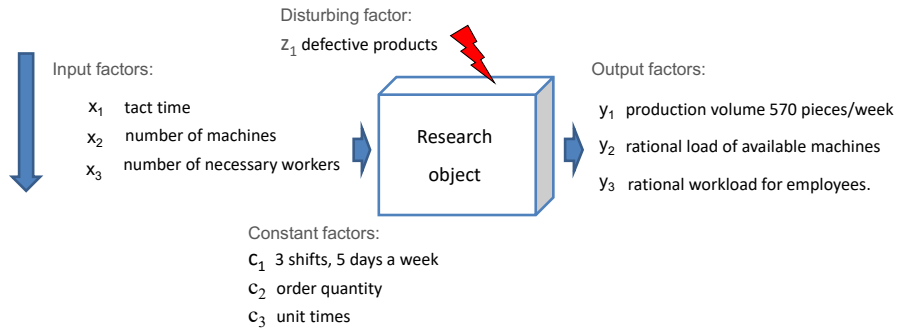 Disturbing factor:
z1 defective products
Input factors:
x1 tact time
x2 number of machines
x3 number of necessary workers
Research
object
Output factors:
y1 production volume 570 pieces/week
y2 rational load of available machines
y3 rational workload for employees.
Constant factors:
c1 3 shifts, 5 days a week
c2 order quantity
c3 unit times